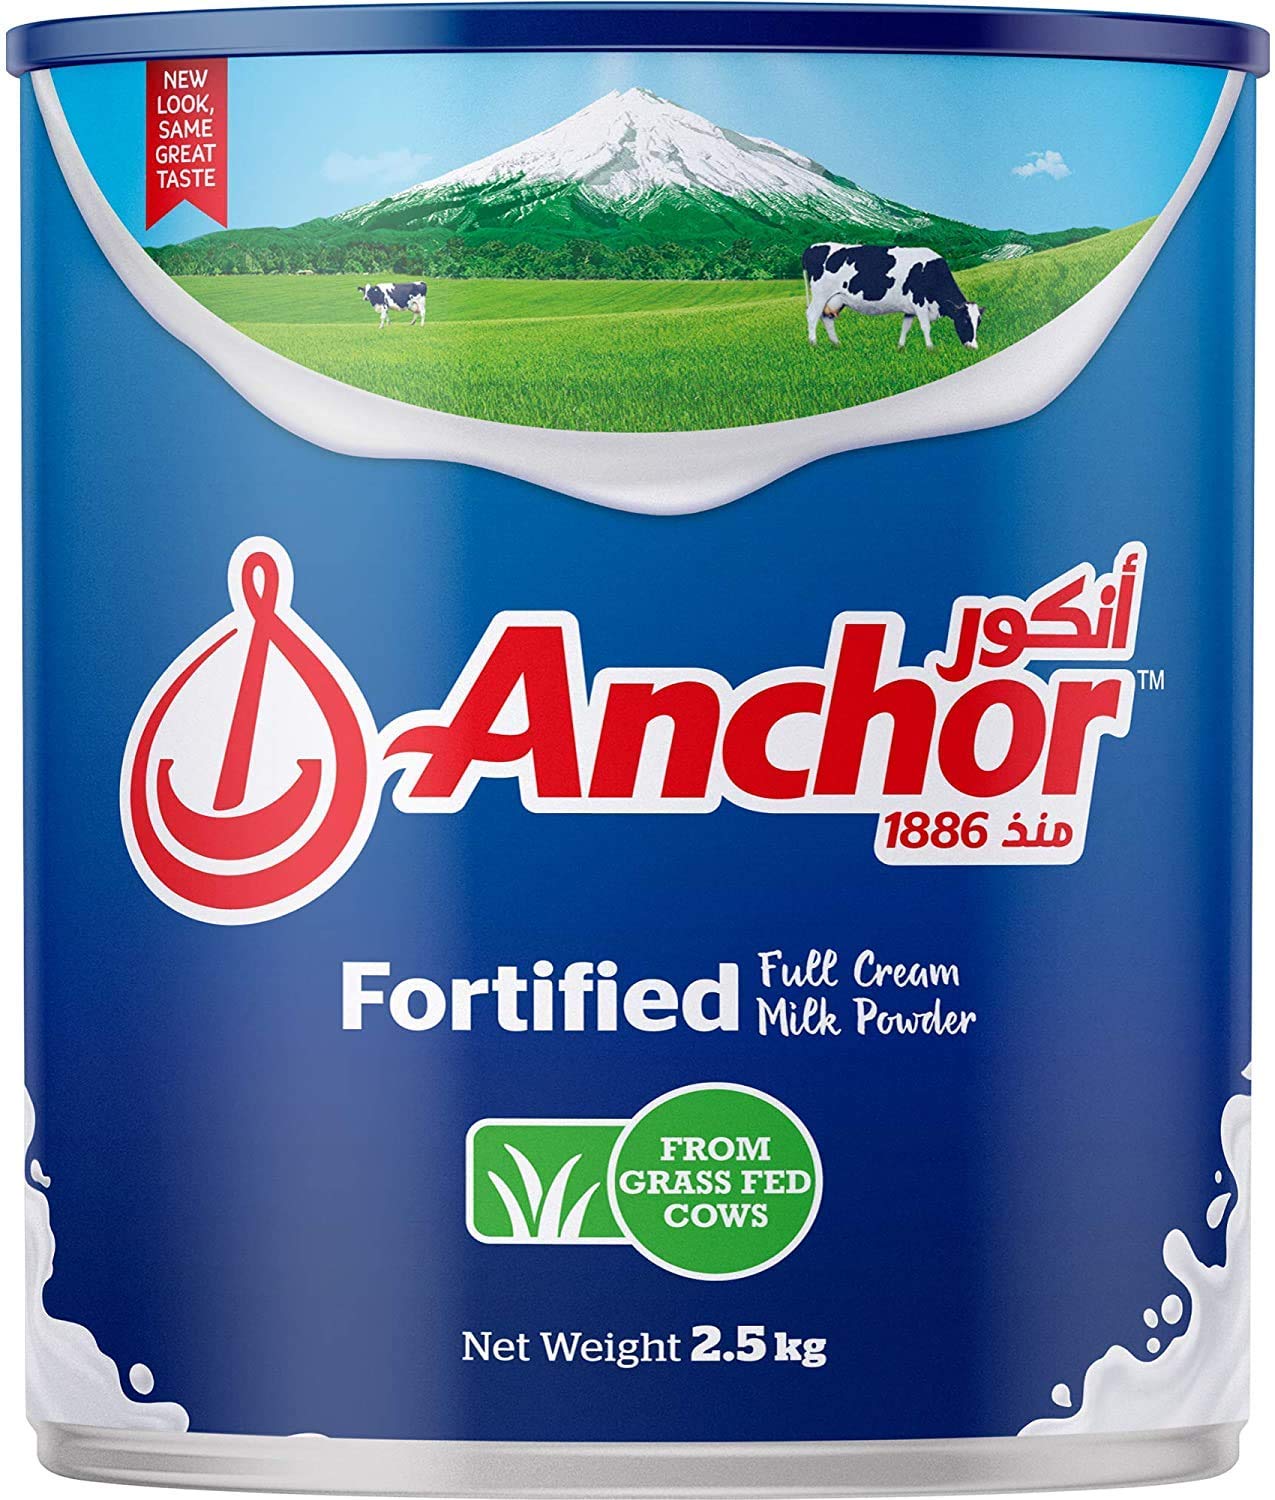 NEW
LOOK,
SAME
GREAT
TASTE
أنكور
Anchor™
منذ 1886
Fortified
Full Cream
Milk Powder
FROM
GRASS FED
COWS
Net Weight 2.5 kg